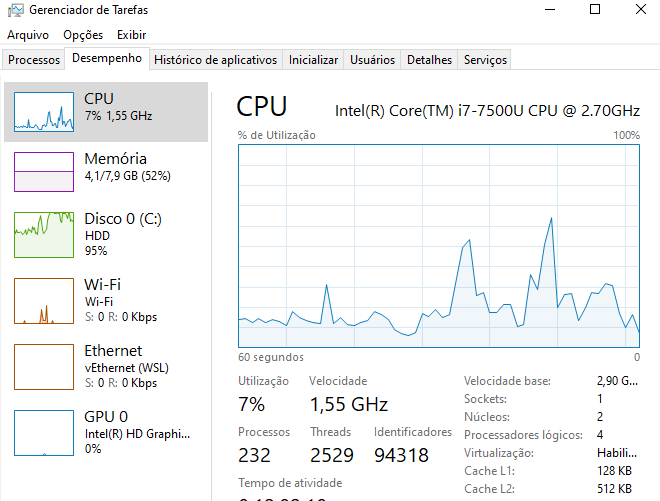 Gerenciador de Tarefas
Arquivo Opções Exibir
Processos Desempenho Histórico de aplicativos Inicializar Usuários Detalhes Serviços
CPU
7% 1,55 GHz
Memória
4,1/7,9 GB (52%)
Disco 0 (C:)
HDD
95%
Wi-Fi
Wi-Fi
S: 0 R: 0 Kbps
Ethernet
vEthernet (WSL)
S: 0 R: 0 Kbps
GPU 0
Intel(R) HD Graphi...
0%
CPU Intel(R) Core(TM) i7-7500U CPU @ 2.70GHz
% de Utilização 100%
60 segundos 0
Utilização Velocidade
7% 1,55 GHz
Processos Threads Identificadores
232 2529 94318
Tempo de atividade
Velocidade base: 2,90 G...
Sockets: 1
Núcleos: 2
Processadores lógicos: 4
Virtualização: Habili...
Cache L1: 128 KB
Cache L2: 512 KB